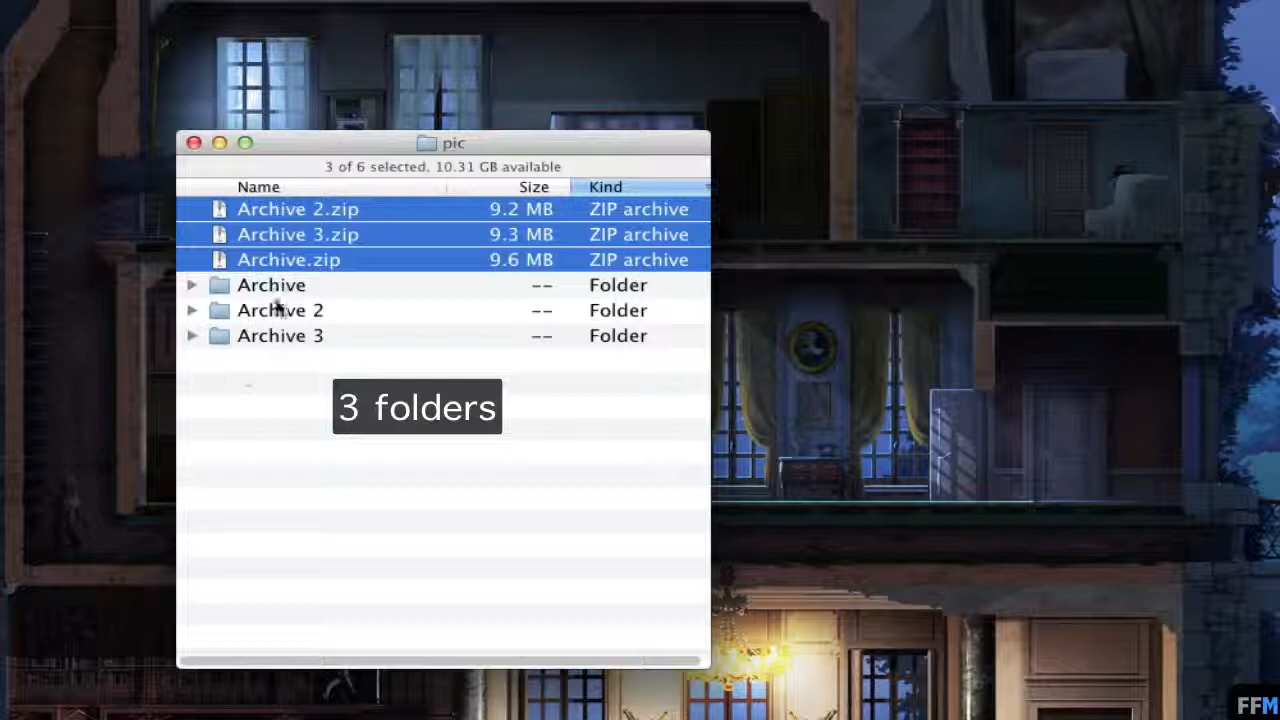 pic
3 of 6 selected, 10.31 GB available
Name Size Kind
Archive 2.zip 9.2 MB ZIP archive
Archive 3.zip 9.3 MB ZIP archive
Archive.zip 9.6 MB ZIP archive
Archive -- Folder
Archive 2 -- Folder
Archive 3 -- Folder
3 folders
FFM